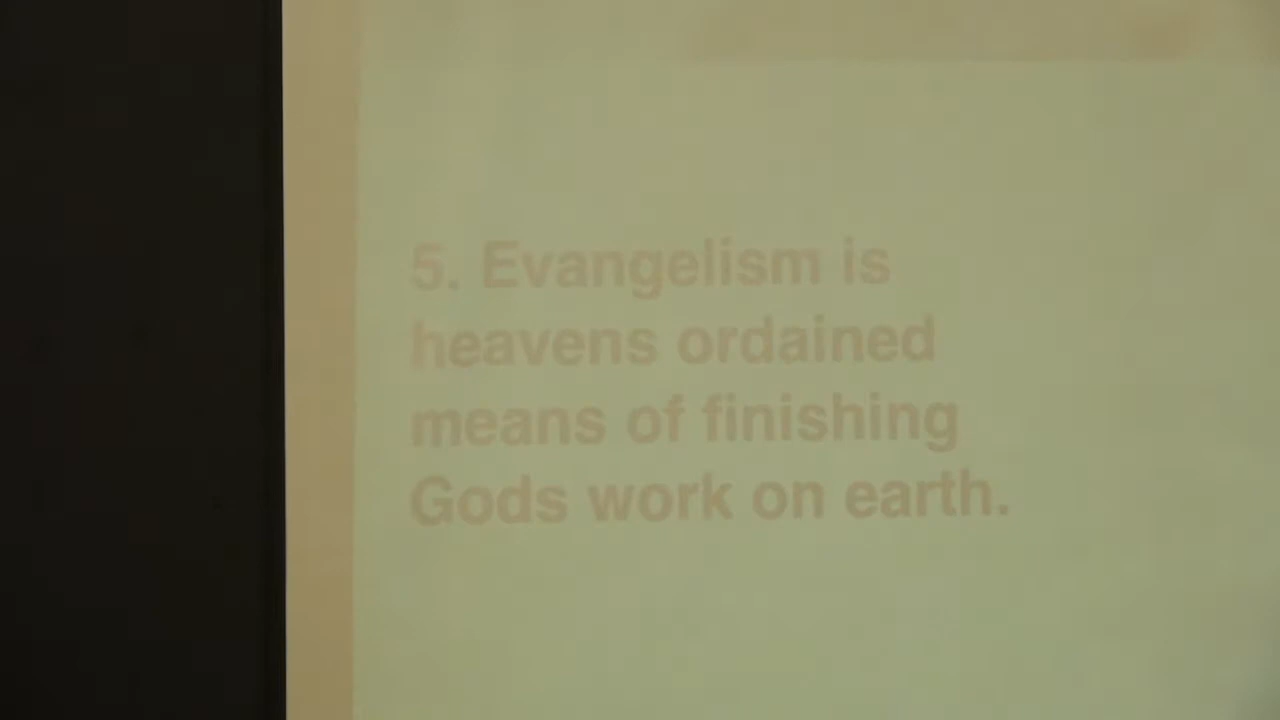 5. Evangelism is
heavens ordained
means of finishing
Gods work on earth.